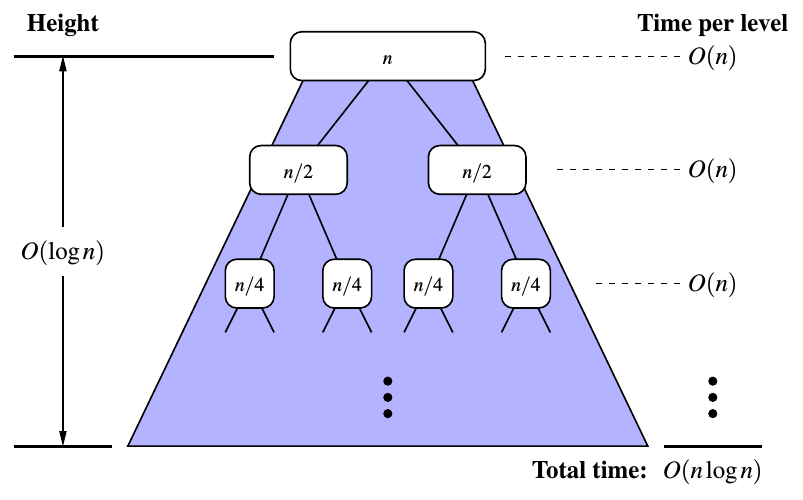 Height
Time per level
n
O(n)
n/2
n/2
O(n)
O(log n)
n/4
n/4
n/4
n/4
O(n)
Total time: O(n log n)